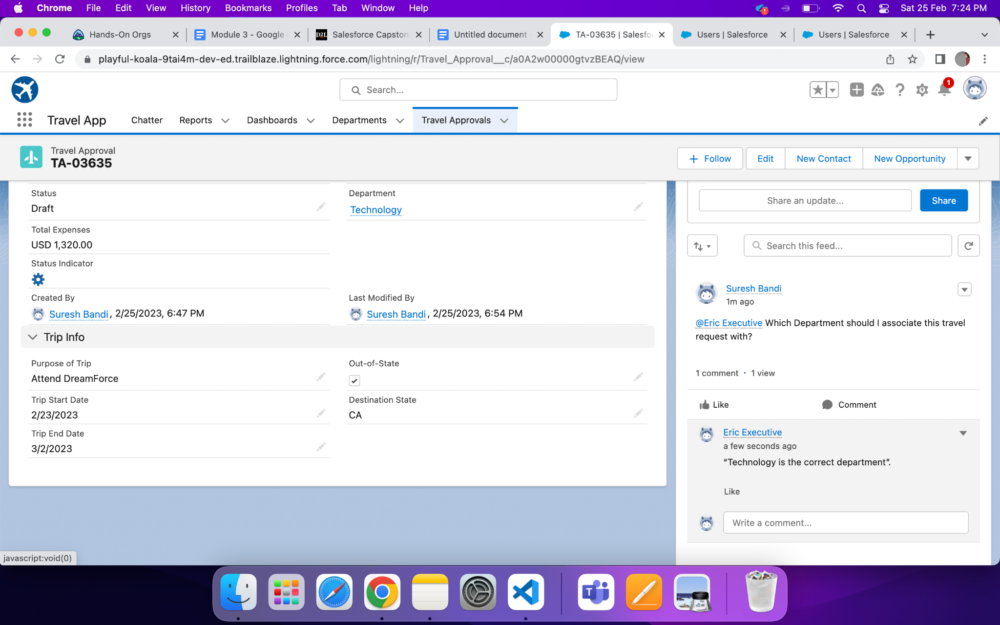 Chrome File Edit View History Bookmarks Profiles Tab Window Help Sat 25 Feb 7:24 PM
Hands-On Orgs Module 3 - Google D2L Salesforce Capston Untitled document TA-03635 | Salesfo Users | Salesforce Users | Salesforce
playful-koala-9tai4m-dev-ed.trailblaze.lightning.force.com/lightning/r/Travel_Approval__c/a0A2w00000gtvzBEAQ/view
Search...
1
Travel App Chatter Reports Dashboards Departments Travel Approvals
Travel Approval
TA-03635
Follow Edit New Contact New Opportunity
Status
Draft
Department
Technology
Total Expenses
USD 1,320.00
Status Indicator
Created By
Suresh Bandi, 2/25/2023, 6:47 PM
Last Modified By
Suresh Bandi, 2/25/2023, 6:54 PM
Trip Info
Purpose of Trip
Attend DreamForce
Out-of-State
Trip Start Date
2/23/2023
Destination State
CA
Trip End Date
3/2/2023
Share an update...
Share
Search this feed...
Suresh Bandi
1m ago
@Eric Executive Which Department should I associate this travel
request with?
1 comment · 1 view
Like Comment
Eric Executive
a few seconds ago
“Technology is the correct department”.
Like
Write a comment...
javascript:void(0)
T